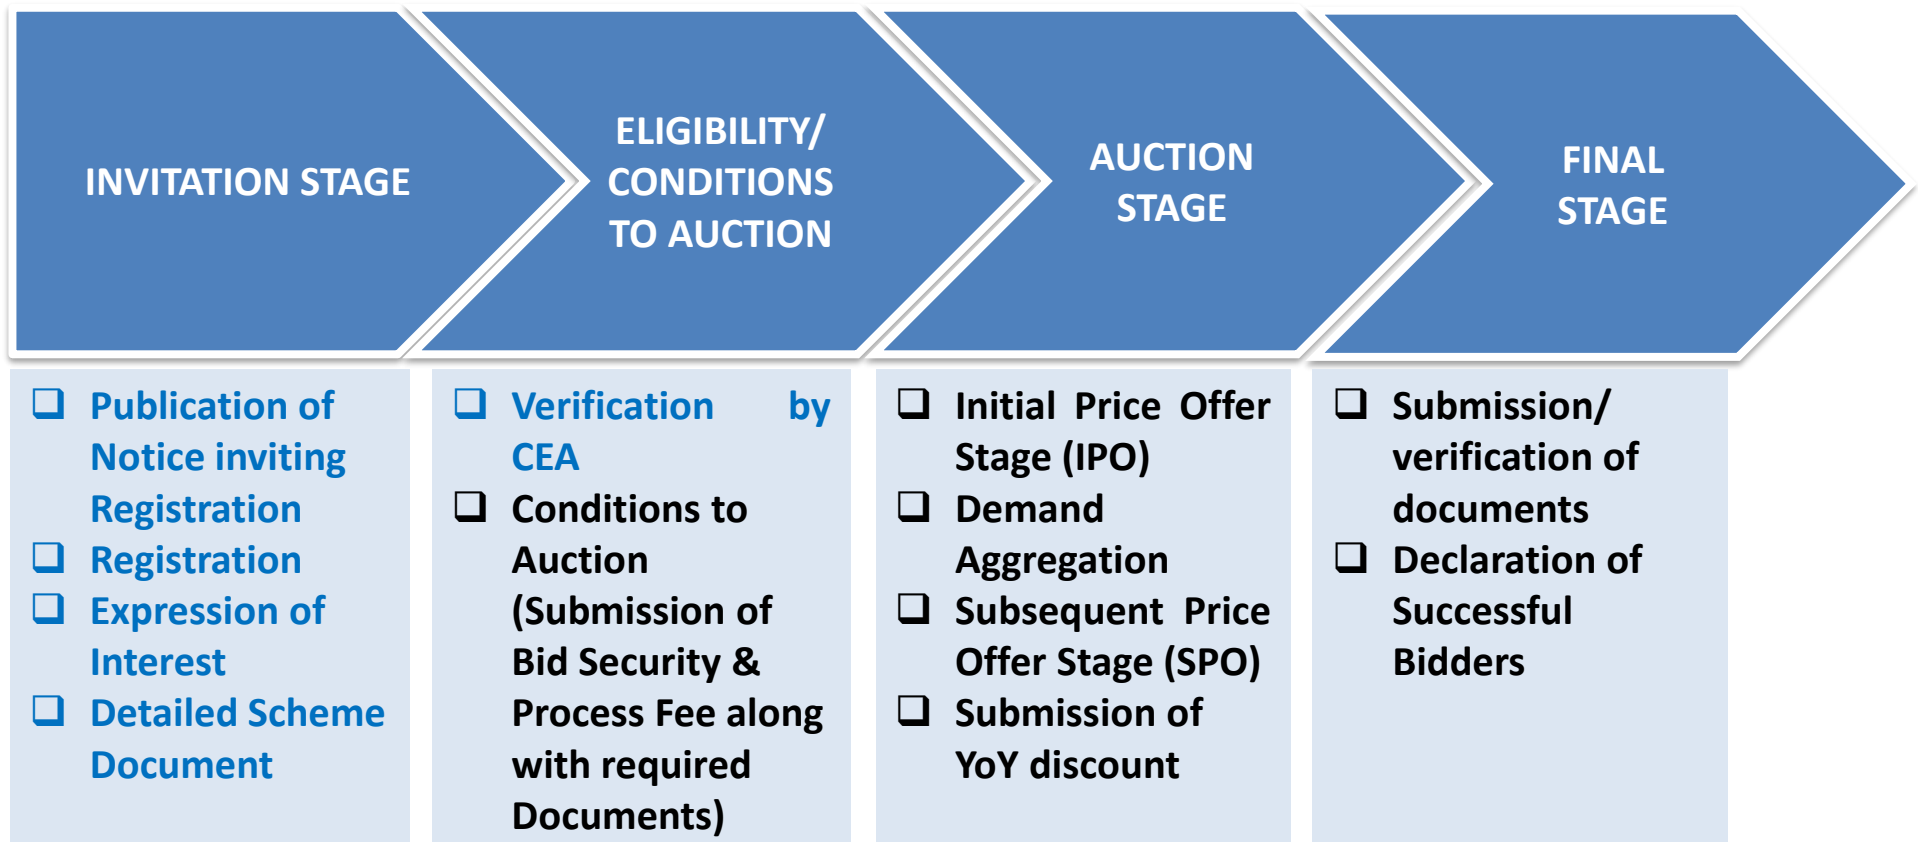 INVITATION STAGE
ELIGIBILITY/
CONDITIONS
TO AUCTION
AUCTION
STAGE
FINAL
STAGE
❑ Publication of
Notice inviting
Registration
❑ Registration
❑ Expression of
Interest
❑ Detailed Scheme
Document
❑ Verification by
CEA
❑ Conditions to
Auction
(Submission of
Bid Security &
Process Fee along
with required
Documents)
❑ Initial Price Offer
Stage (IPO)
❑ Demand
Aggregation
❑ Subsequent Price
Offer Stage (SPO)
❑ Submission of
YoY discount
❑ Submission/
verification of
documents
❑ Declaration of
Successful
Bidders